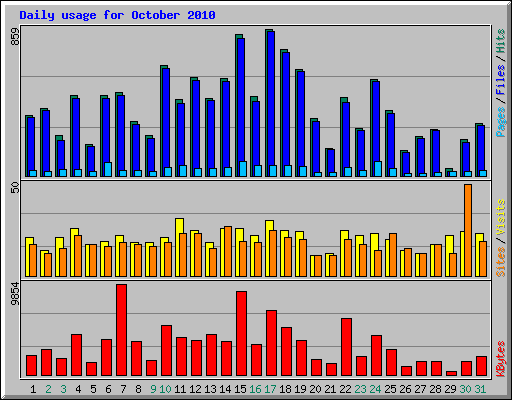 Daily usage for October 2010
859
Pages / Files / Hits
50
Sites / Visits
9854
KBytes
1 2 3 4 5 6 7 8 9 10 11 12 13 14 15 16 17 18 19 20 21 22 23 24 25 26 27 28 29 30 31